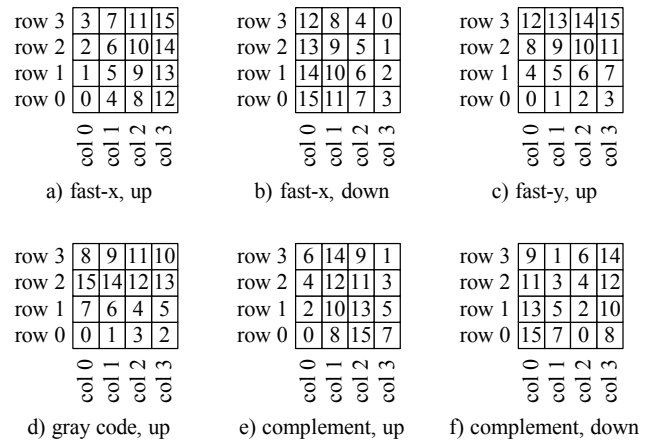 row 3 3 7 11 15
row 2 2 6 10 14
row 1 1 5 9 13
row 0 0 4 8 12
col 0 col 1 col 2 col 3
a) fast-x, up
row 3 12 8 4 0
row 2 13 9 5 1
row 1 14 10 6 2
row 0 15 11 7 3
col 0 col 1 col 2 col 3
b) fast-x, down
row 3 12 13 14 15
row 2 8 9 10 11
row 1 4 5 6 7
row 0 0 1 2 3
col 0 col 1 col 2 col 3
c) fast-y, up
row 3 8 9 11 10
row 2 15 14 12 13
row 1 7 6 4 5
row 0 0 1 3 2
col 0 col 1 col 2 col 3
d) gray code, up
row 3 6 14 9 1
row 2 4 12 11 3
row 1 2 10 13 5
row 0 0 8 15 7
col 0 col 1 col 2 col 3
e) complement, up
row 3 9 1 6 14
row 2 11 3 4 12
row 1 13 5 2 10
row 0 15 7 0 8
col 0 col 1 col 2 col 3
f) complement, down